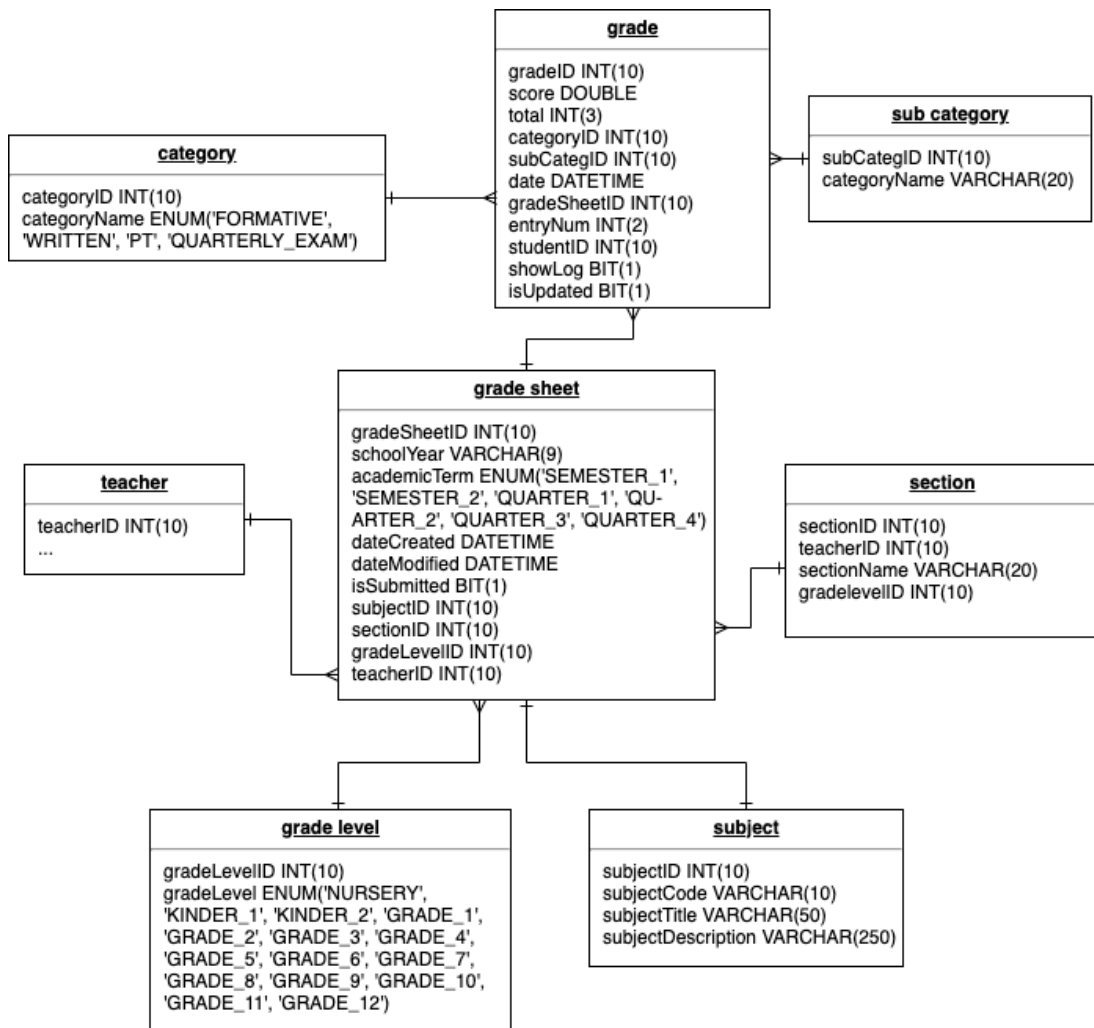 grade
gradeID INT(10)
score DOUBLE
total INT(3)
categoryID INT(10)
subCategID INT(10)
date DATETIME
gradeSheetID INT(10)
entryNum INT(2)
studentID INT(10)
showLog BIT(1)
isUpdated BIT(1)
sub category
subCategID INT(10)
categoryName VARCHAR(20)
category
categoryID INT(10)
categoryName ENUM('FORMATIVE',
'WRITTEN', 'PT', 'QUARTERLY_EXAM')
grade sheet
gradeSheetID INT(10)
schoolYear VARCHAR(9)
academicTerm ENUM('SEMESTER_1',
'SEMESTER_2', 'QUARTER_1', 'QU-
ARTER_2', 'QUARTER_3', 'QUARTER_4')
dateCreated DATETIME
dateModified DATETIME
isSubmitted BIT(1)
subjectID INT(10)
sectionID INT(10)
gradeLevelID INT(10)
teacherID INT(10)
teacher
teacherID INT(10)
...
section
sectionID INT(10)
teacherID INT(10)
sectionName VARCHAR(20)
gradelevelID INT(10)
grade level
gradeLevelID INT(10)
gradeLevel ENUM('NURSERY',
'KINDER_1', 'KINDER_2', 'GRADE_1',
'GRADE_2', 'GRADE_3', 'GRADE_4',
'GRADE_5', 'GRADE_6', 'GRADE_7',
'GRADE_8', 'GRADE_9', 'GRADE_10',
'GRADE_11', 'GRADE_12')
subject
subjectID INT(10)
subjectCode VARCHAR(10)
subjectTitle VARCHAR(50)
subjectDescription VARCHAR(250)